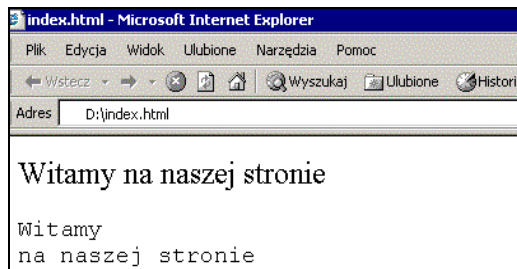 index.html - Microsoft Internet Explorer
Plik Edycja Widok Ulubione Narzędzia Pomoc
Wstecz Wyszukaj Ulubione Histori
Adres D:\index.html
Witamy na naszej stronie
Witamy
na naszej stronie